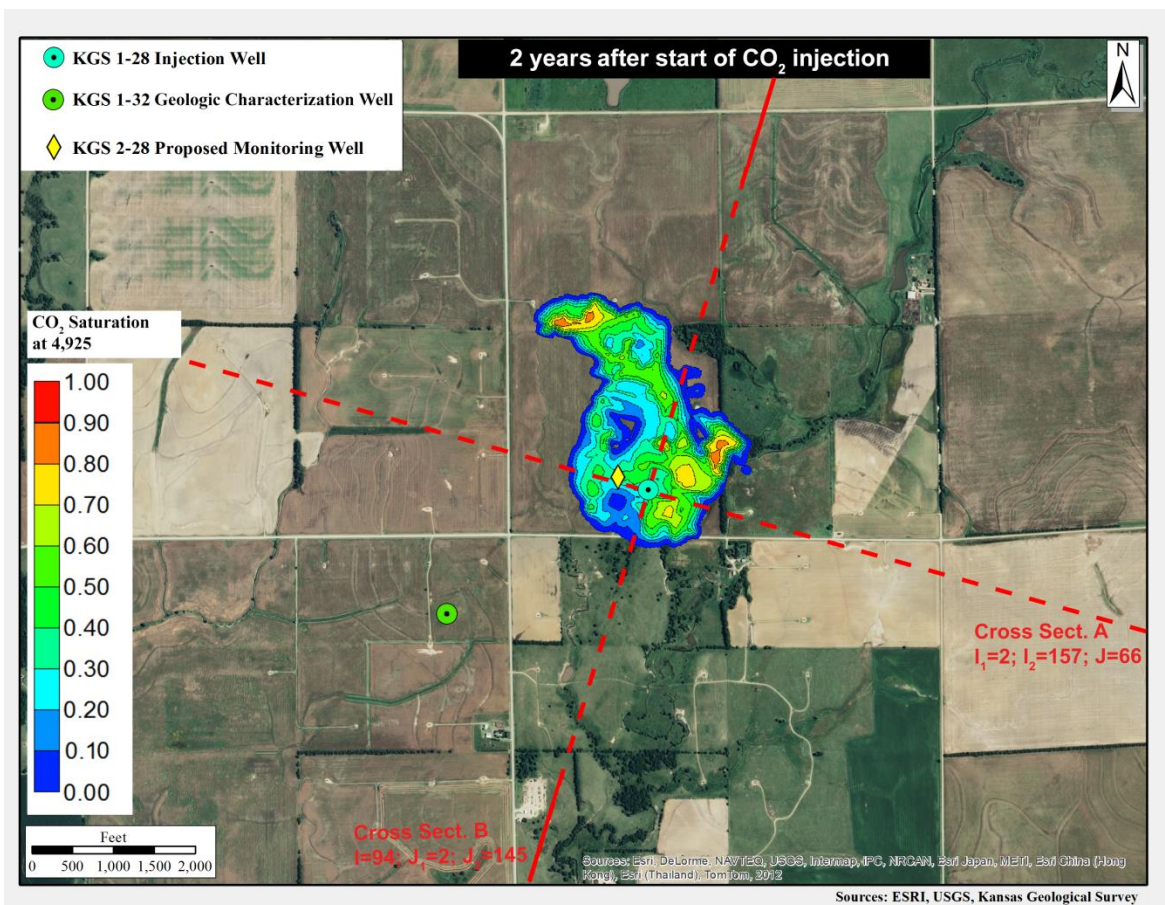 KGS 1-28 Injection Well
KGS 1-32 Geologic Characterization Well
KGS 2-28 Proposed Monitoring Well
2 years after start of CO₂ injection
N
CO₂ Saturation
at 4,925
1.00
0.90
0.80
0.70
0.60
0.50
0.40
0.30
0.20
0.10
0.00
Cross Sect. A
I₁=2; I₂=157; J=66
Feet
0 500 1,000 1,500 2,000
Cross Sect. B
I=94; J₁=2; J₂=145
Sources: Esri, DeLorme, NAVTEQ, USGS, Intermap, iPC, NRCAN, Esri Japan, METI, Esri China (Hong
Kong), Esri (Thailand), TomTom, 2012
Sources: ESRI, USGS, Kansas Geological Survey